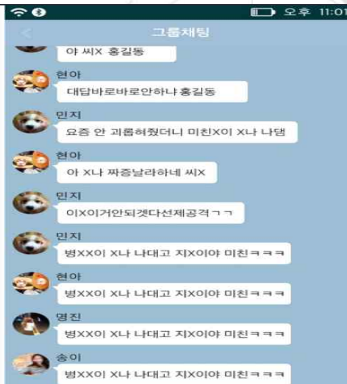 오후 11:01
그룹채팅
야 씨X 홍길동
현아
대답바로바로안하냐 홍길동
민지
요즘 안 괴롭혀줬더니 미친X이 X나 나댐
현아
아 X나 짜증날라하네 씨X
민지
이X이거안되겟다선제공격ㄱㄱ
민지
병XX이 X나 나대고 지X이야 미친ㅋㅋㅋ
현아
병XX이 X나 나대고 지X이야 미친ㅋㅋㅋ
명진
병XX이 X나 나대고 지X이야 미친ㅋㅋㅋ
송이
병XX이 X나 나대고 지X이야 미친ㅋㅋㅋ